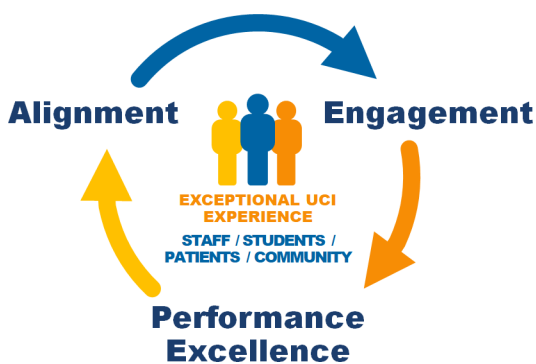 Alignment
Engagement
EXCEPTIONAL UCI
EXPERIENCE
STAFF / STUDENTS /
PATIENTS / COMMUNITY
Performance
Excellence